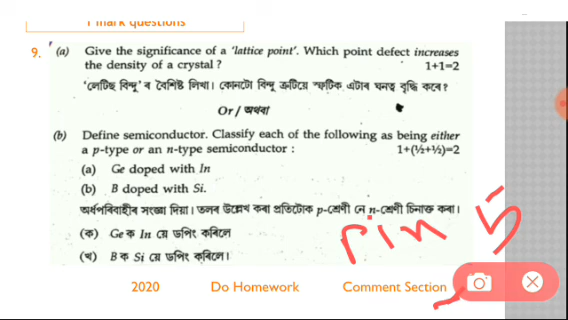 1 mark questions
9. (a) Give the significance of a 'lattice point'. Which point defect increases
the density of a crystal ? 1+1=2
'লেটিছ বিন্দু' ৰ বৈশিষ্ট লিখা। কোনটো বিন্দু ত্ৰুটিয়ে স্ফটিক এটাৰ ঘনত্ব বৃদ্ধি কৰে?
Or / অথবা
(b) Define semiconductor. Classify each of the following as being either
a p-type or an n-type semiconductor : 1+(½+½)=2
(a) Ge doped with In
(b) B doped with Si.
অৰ্ধপৰিবাহীৰ সংজ্ঞা দিয়া। তলৰ উল্লেখ কৰা প্ৰতিটোক p-শ্ৰেণী নে n-শ্ৰেণী চিনাক্ত কৰা।
(ক) Ge ক In য়ে ডপিং কৰিলে
(খ) B ক Si য়ে ডপিং কৰিলে।
rin 5
2020 Do Homework Comment Section